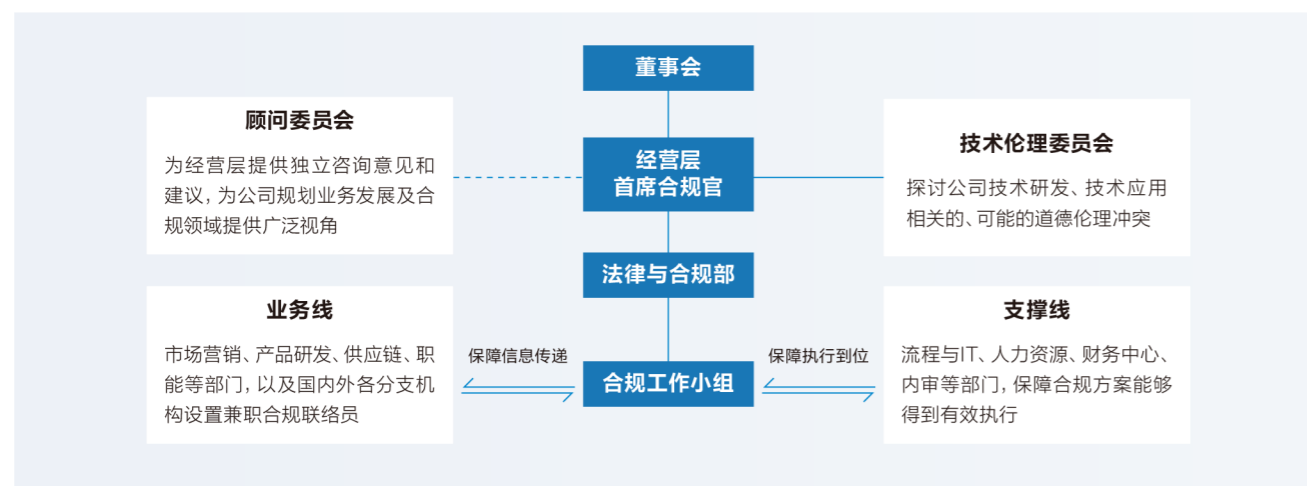 董事会
顾问委员会
为经营层提供独立咨询意见和
建议，为公司规划业务发展及合
规领域提供广泛视角
经营层
首席合规官
技术伦理委员会
探讨公司技术研发、技术应用
相关的、可能的道德伦理冲突
法律与合规部
业务线
市场营销、产品研发、供应链、职
能等部门，以及国内外各分支机
构设置兼职合规联络员
保障信息传递
合规工作小组
保障执行到位
支撑线
流程与IT、人力资源、财务中心、
内审等部门，保障合规方案能够
得到有效执行